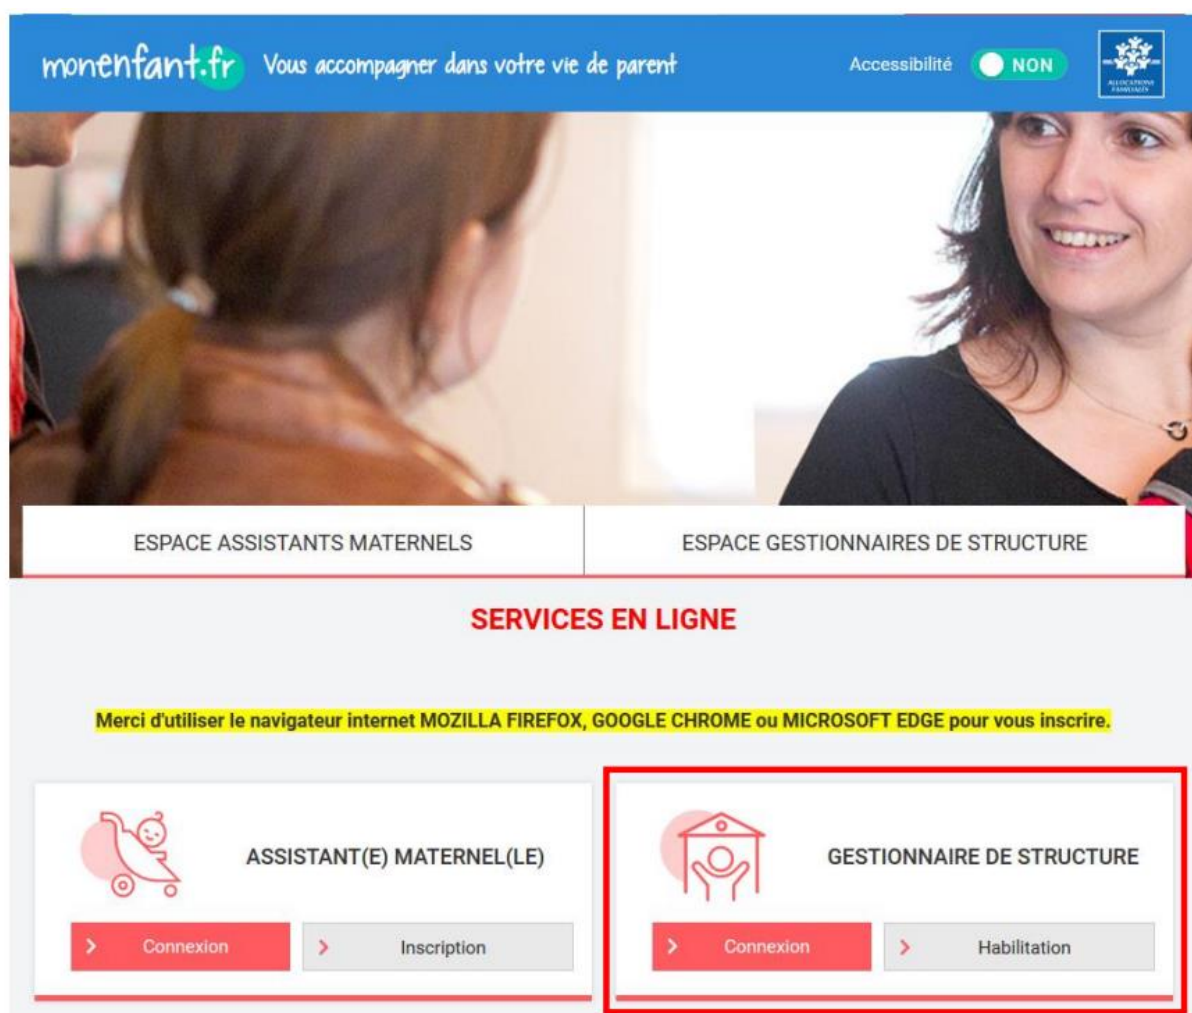 monenfant.fr Vous accompagner dans votre vie de parent Accessibilité NON
ALLOCATIONS
FAMILIALES
ESPACE ASSISTANTS MATERNELS ESPACE GESTIONNAIRES DE STRUCTURE
SERVICES EN LIGNE
Merci d'utiliser le navigateur internet MOZILLA FIREFOX, GOOGLE CHROME ou MICROSOFT EDGE pour vous inscrire.
ASSISTANT(E) MATERNEL(LE) GESTIONNAIRE DE STRUCTURE
Connexion Inscription Connexion Habilitation